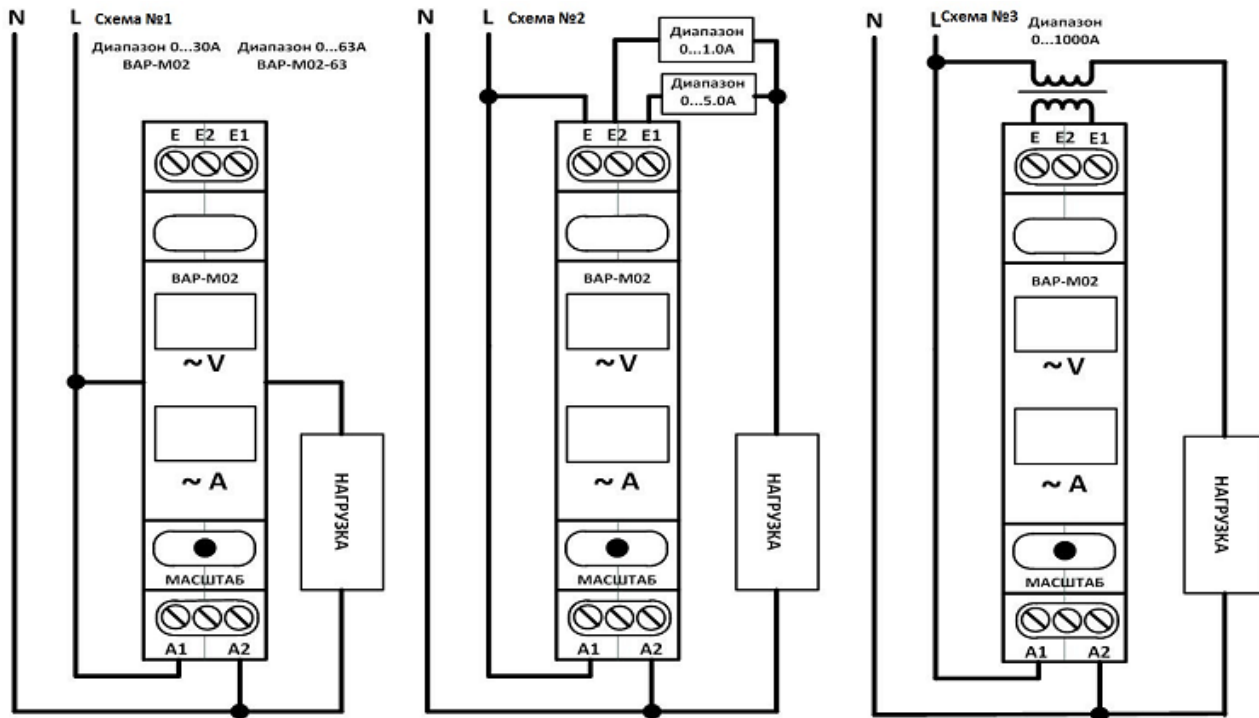 N L Схема №1
Диапазон 0...30А Диапазон 0...63А
ВАР-М02 ВАР-М02-63
E E2 E1
ВАР-М02
~ V
~ A
МАСШТАБ
A1 A2
НАГРУЗКА
N L Схема №2
Диапазон
0...1.0А
Диапазон
0...5.0А
E E2 E1
ВАР-М02
~ V
~ A
МАСШТАБ
A1 A2
НАГРУЗКА
N L Схема №3
Диапазон
0...1000А
E E2 E1
ВАР-М02
~ V
~ A
МАСШТАБ
A1 A2
НАГРУЗКА